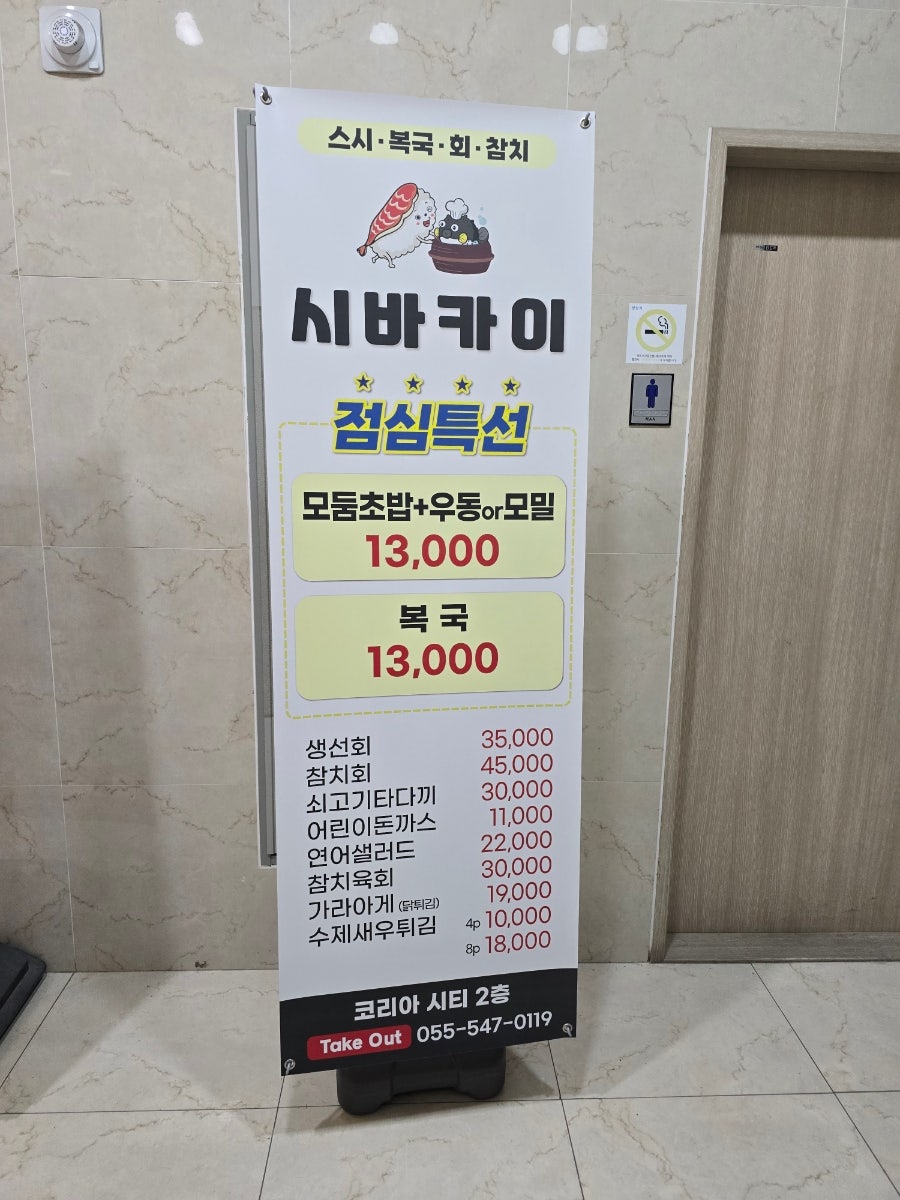 스시·복국·회·참치
시바카이
점심특선
모둠초밥+우동or모밀
13,000
복국
13,000
생선회 35,000
참치회 45,000
쇠고기타다끼 30,000
어린이돈까스 11,000
연어샐러드 22,000
참치육회 30,000
가라아게 (닭튀김) 19,000
수제새우튀김 4p 10,000
8p 18,000
코리아 시티 2층
Take Out 055-547-0119